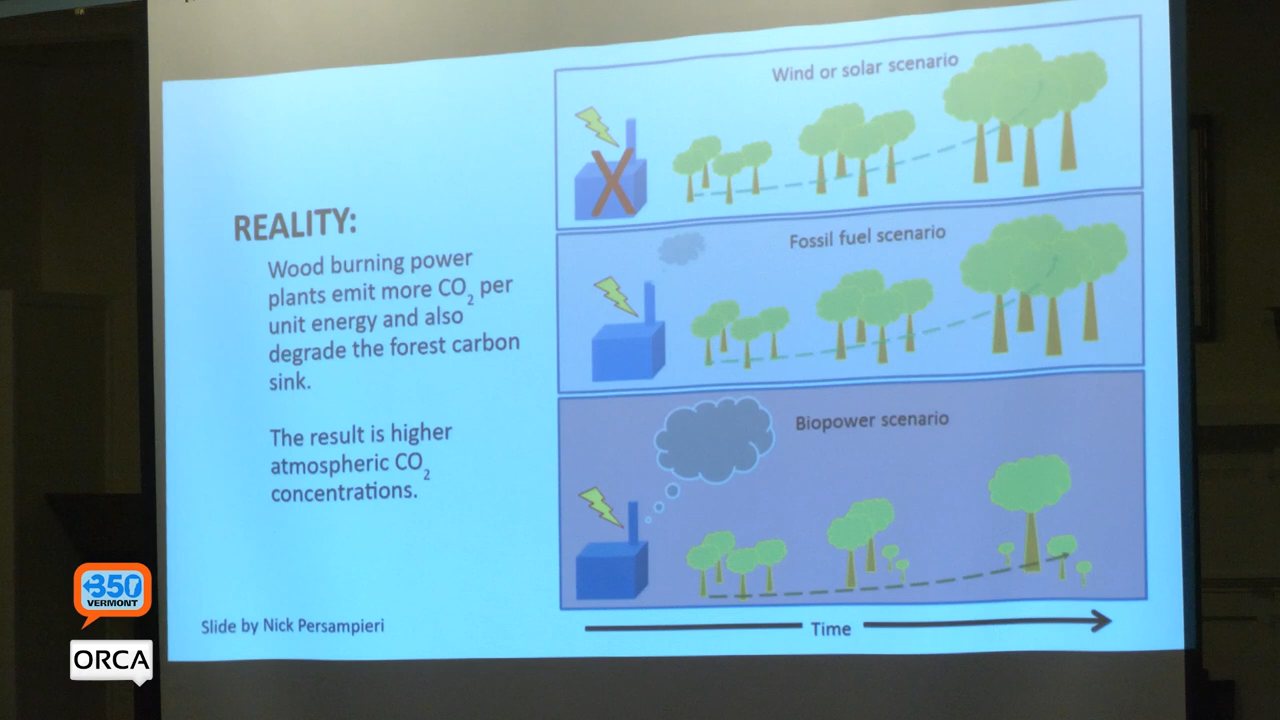 REALITY:
Wood burning power
plants emit more CO₂ per
unit energy and also
degrade the forest carbon
sink.
The result is higher
atmospheric CO₂
concentrations.
Slide by Nick Persampieri
Wind or solar scenario
X
Fossil fuel scenario
Biopower scenario
Time
350
VERMONT
ORCA